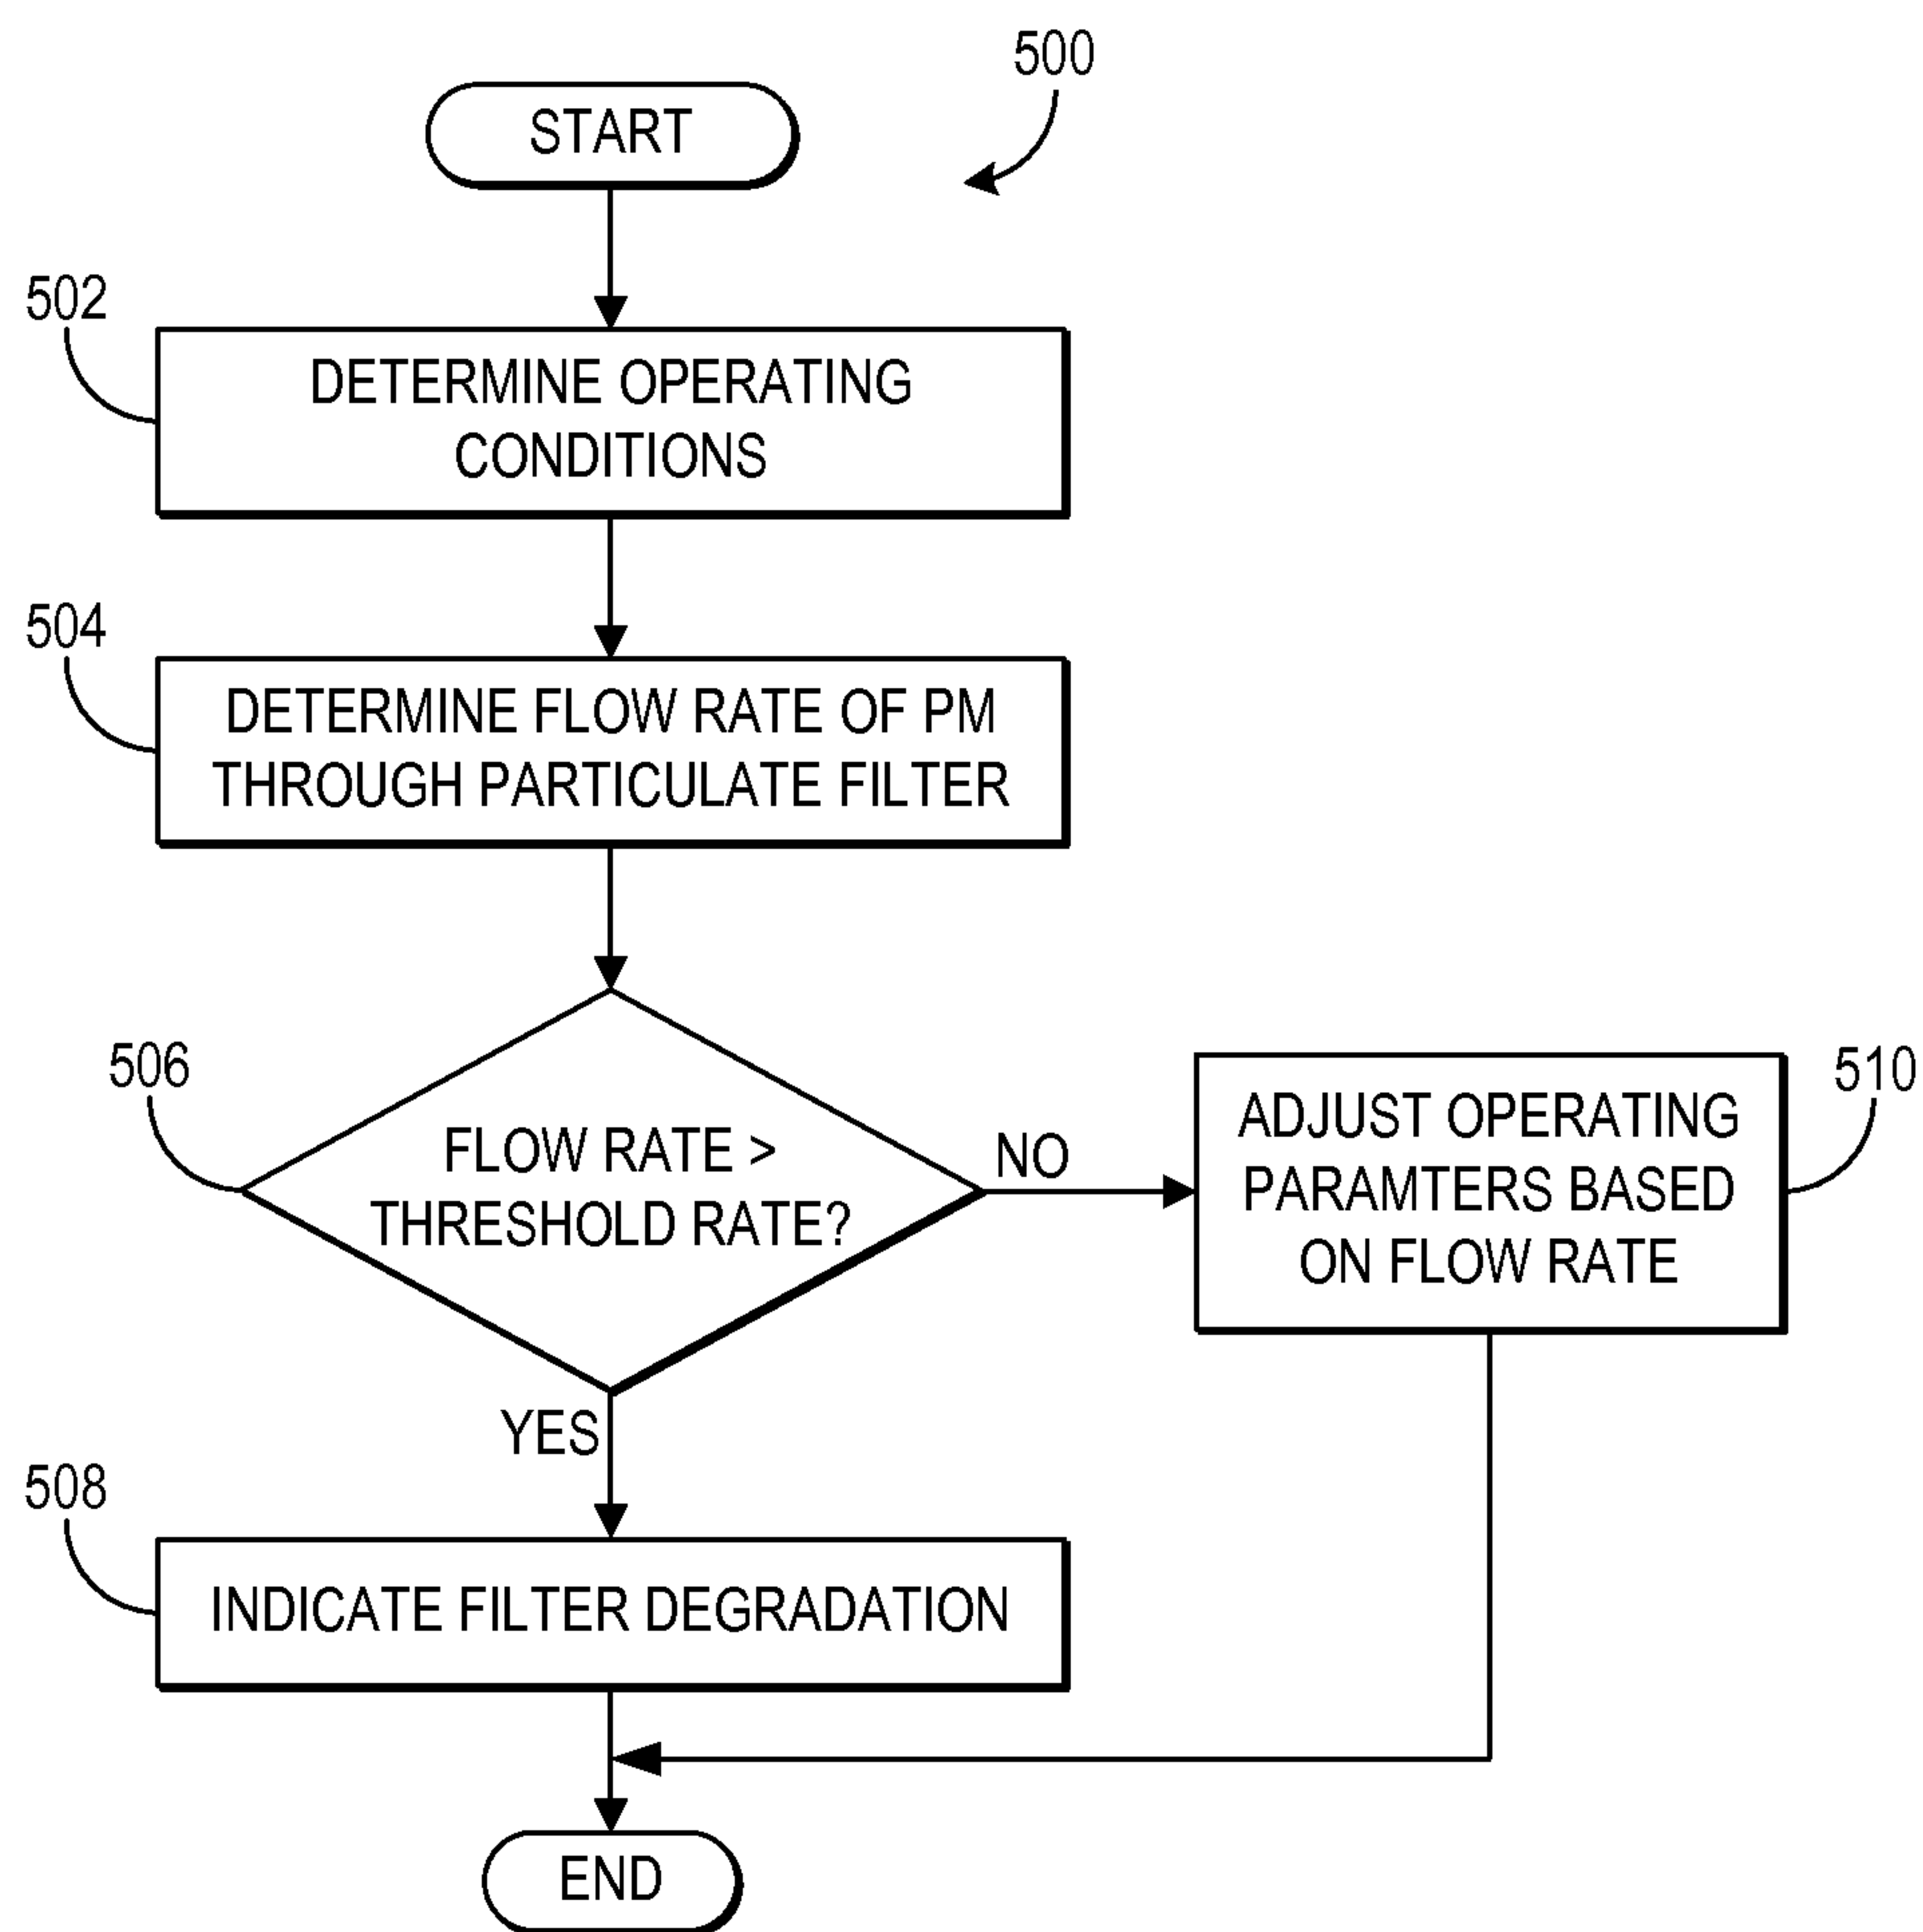 500
START
502
DETERMINE OPERATING
CONDITIONS
504
DETERMINE FLOW RATE OF PM
THROUGH PARTICULATE FILTER
506
FLOW RATE >
THRESHOLD RATE?
NO
510
ADJUST OPERATING
PARAMTERS BASED
ON FLOW RATE
YES
508
INDICATE FILTER DEGRADATION
END